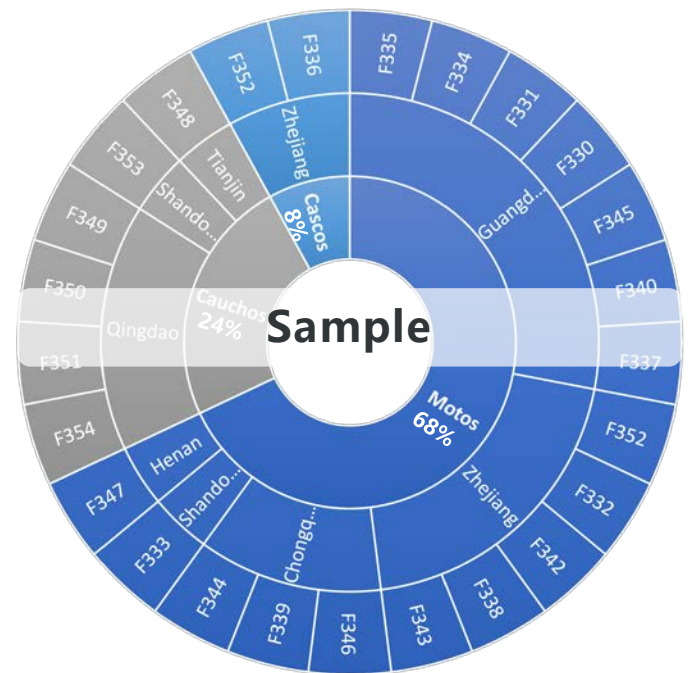 Sample
Motos
68%
Cauchos
24%
Cascos
8%
Guangd...
Zhejiang
Chongq...
Shando...
Henan
Qingdao
Shando...
Tianjin
Zhejiang
F335
F334
F331
F330
F345
F340
F337
F352
F332
F342
F338
F343
F346
F339
F344
F333
F347
F354
F351
F350
F349
F353
F348
F352
F336